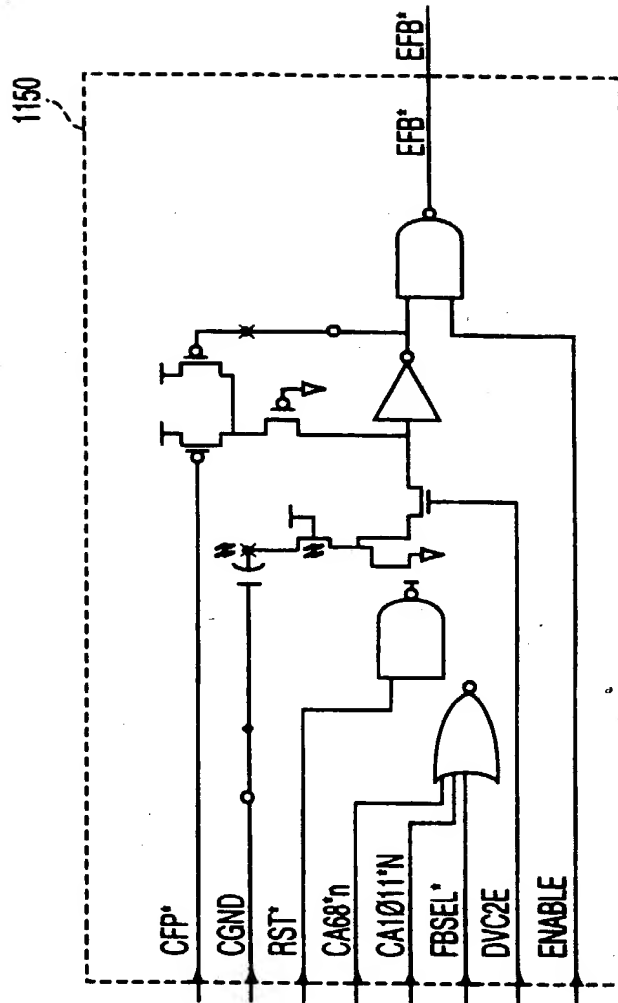 1150
CFP*
CGND
RST*
CA68*n
CA1011*N
FBSEL*
DVC2E
ENABLE
EFB*
EFB*